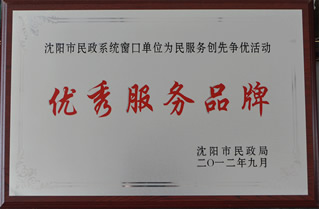 沈阳市民政系统窗口单位为民服务创先争优活动
优秀服务品牌
沈阳市民政局
二〇一二年九月